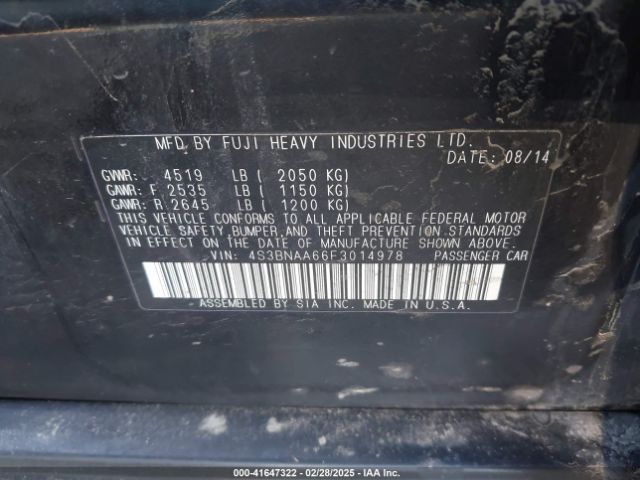 MFD BY FUJI HEAVY INDUSTRIES LTD.
DATE: 08/14
GVWR: 4519 LB ( 2050 KG)
GAWR: F 2535 LB ( 1150 KG)
GAWR: R 2645 LB ( 1200 KG)
THIS VEHICLE CONFORMS TO ALL APPLICABLE FEDERAL MOTOR
VEHICLE SAFETY, BUMPER, AND THEFT PREVENTION STANDARDS
IN EFFECT ON THE DATE OF MANUFACTURE SHOWN ABOVE.
VIN: 4S3BNAA66F3014978 PASSENGER CAR
ASSEMBLED BY SIA INC. MADE IN U.S.A.
000-41647322 - 02/28/2025 - IAA Inc.